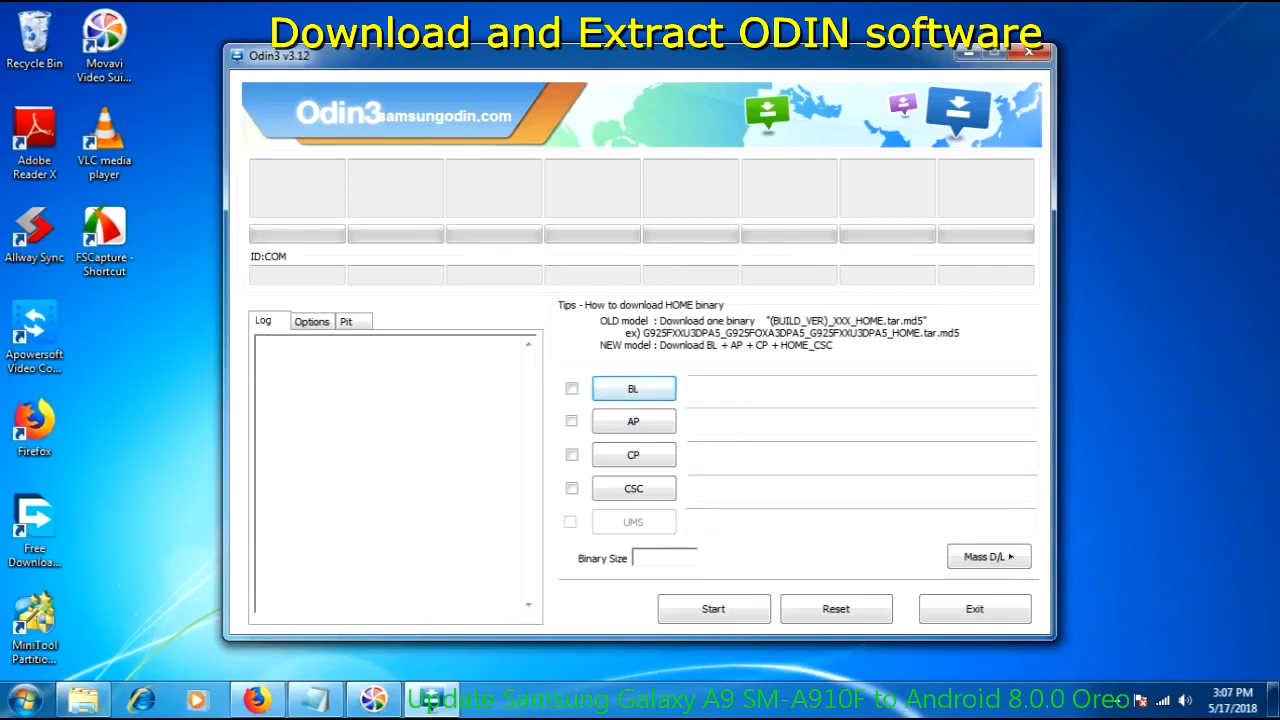 Download and Extract ODIN software
Recycle Bin
Movavi
Video Sui...
Adobe
Reader X
VLC media
player
Allway Sync
FSCapture -
Shortcut
Apowersoft
Video Co...
Firefox
Free
Downloa...
MiniTool
Partitio...
Odin3 v3.12
Odin3
samsungodin.com
ID:COM
Log
Options
Pit
Tips - How to download HOME binary
OLD model : Download one binary "(BUILD_VER)_XXX_HOME.tar.md5"
ex) G925FXXU3DPA5_G925FOXA3DPA5_G925FXXU3DPA5_HOME.tar.md5
NEW model : Download BL + AP + CP + HOME_CSC
BL
AP
CP
CSC
UMS
Binary Size
Mass D/L
Start
Reset
Exit
Update Samsung Galaxy A9 SM-A910F to Android 8.0.0 Oreo
3:07 PM
5/17/2018